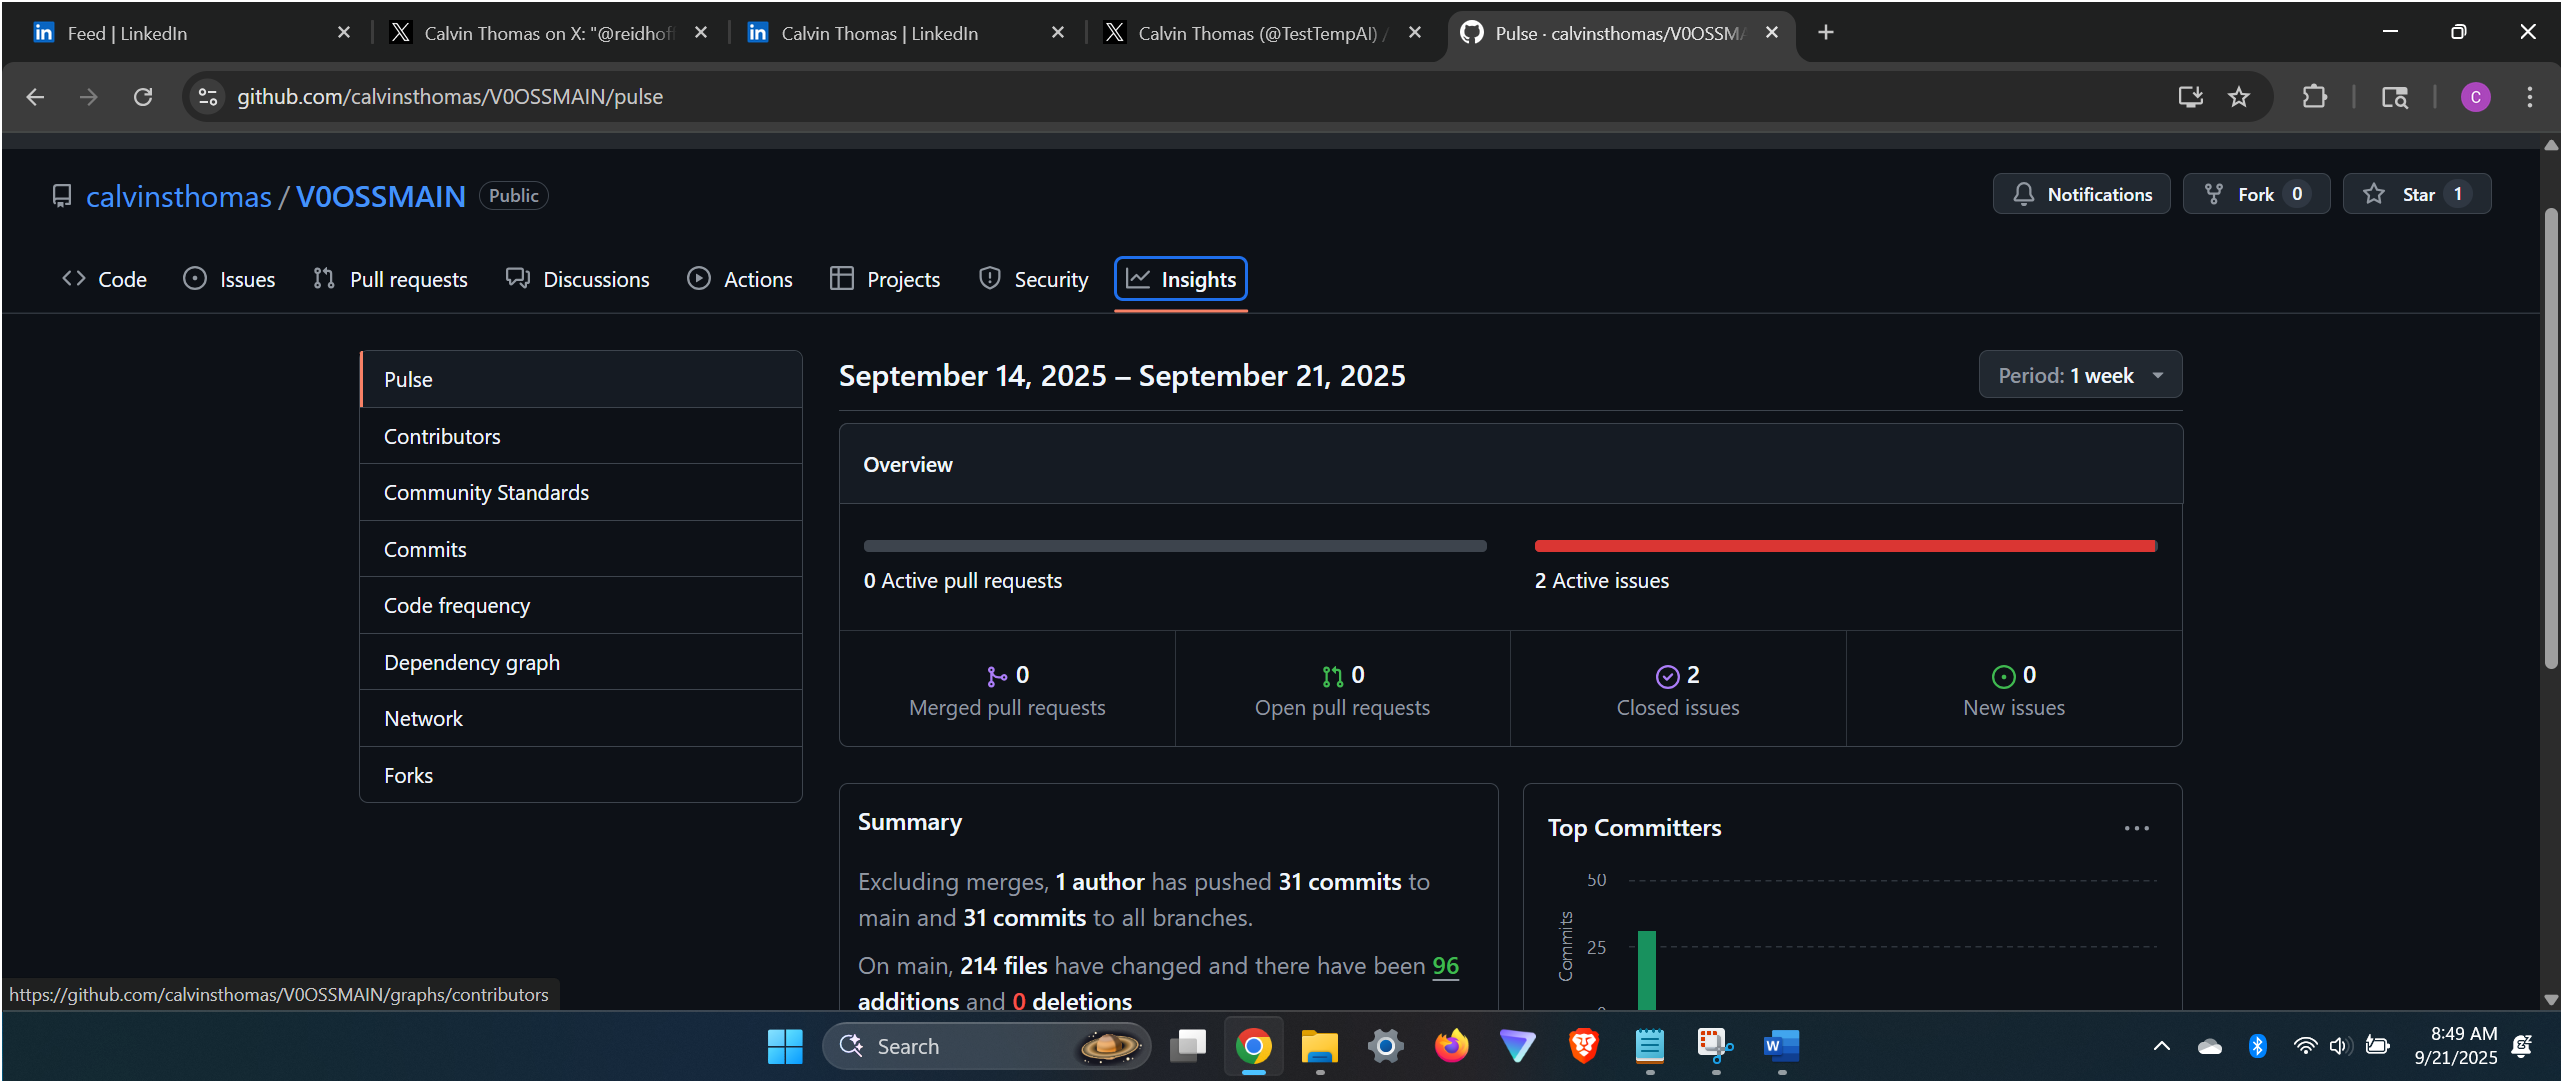 Feed | LinkedIn
Calvin Thomas on X: "@reidhoff
Calvin Thomas | LinkedIn
Calvin Thomas (@TestTempAI) /
Pulse · calvinsthomas/V0OSSMA
github.com/calvinsthomas/V0OSSMAIN/pulse
C
calvinsthomas / V0OSSMAIN Public
Notifications
Fork 0
Star 1
Code
Issues
Pull requests
Discussions
Actions
Projects
Security
Insights
Pulse
Contributors
Community Standards
Commits
Code frequency
Dependency graph
Network
Forks
September 14, 2025 – September 21, 2025
Period: 1 week
Overview
0 Active pull requests
2 Active issues
0
Merged pull requests
0
Open pull requests
2
Closed issues
0
New issues
Summary
Excluding merges, 1 author has pushed 31 commits to
main and 31 commits to all branches.
On main, 214 files have changed and there have been 96
additions and 0 deletions
Top Committers
50
25
Commits
https://github.com/calvinsthomas/V0OSSMAIN/graphs/contributors
Search
8:49 AM
9/21/2025